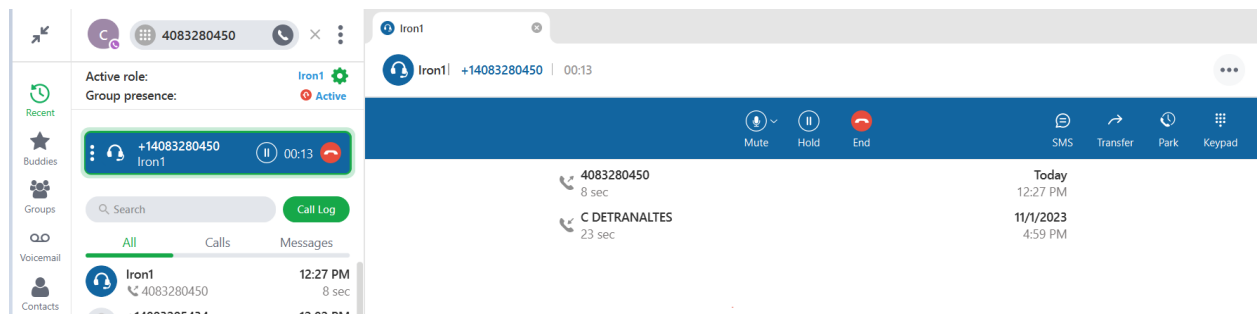 C
4083280450
Active role: Iron1
Group presence: Active
Recent
Buddies
Groups
Voicemail
Contacts
+14083280450
Iron1
00:13
Search
Call Log
All Calls Messages
Iron1 12:27 PM
4083280450 8 sec
Iron1
Iron1 +14083280450 00:13
Mute Hold End SMS Transfer Park Keypad
4083280450 Today
8 sec 12:27 PM
C DETRANALTES 11/1/2023
23 sec 4:59 PM